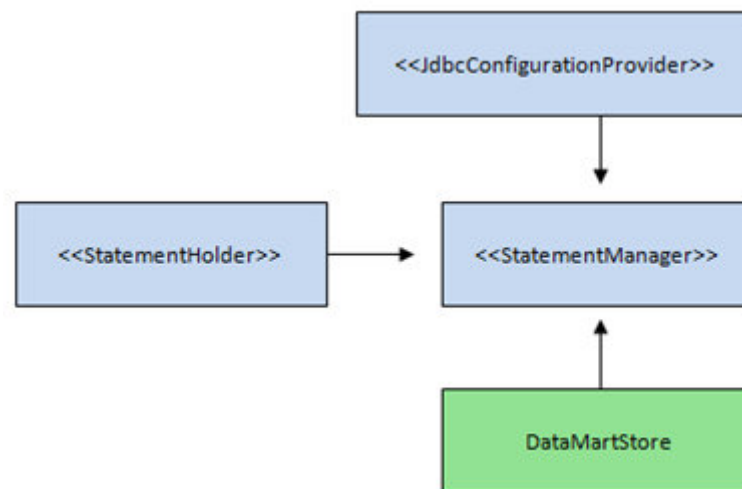 <<JdbcConfigurationProvider>>
<<StatementHolder>>
<<StatementManager>>
DataMartStore